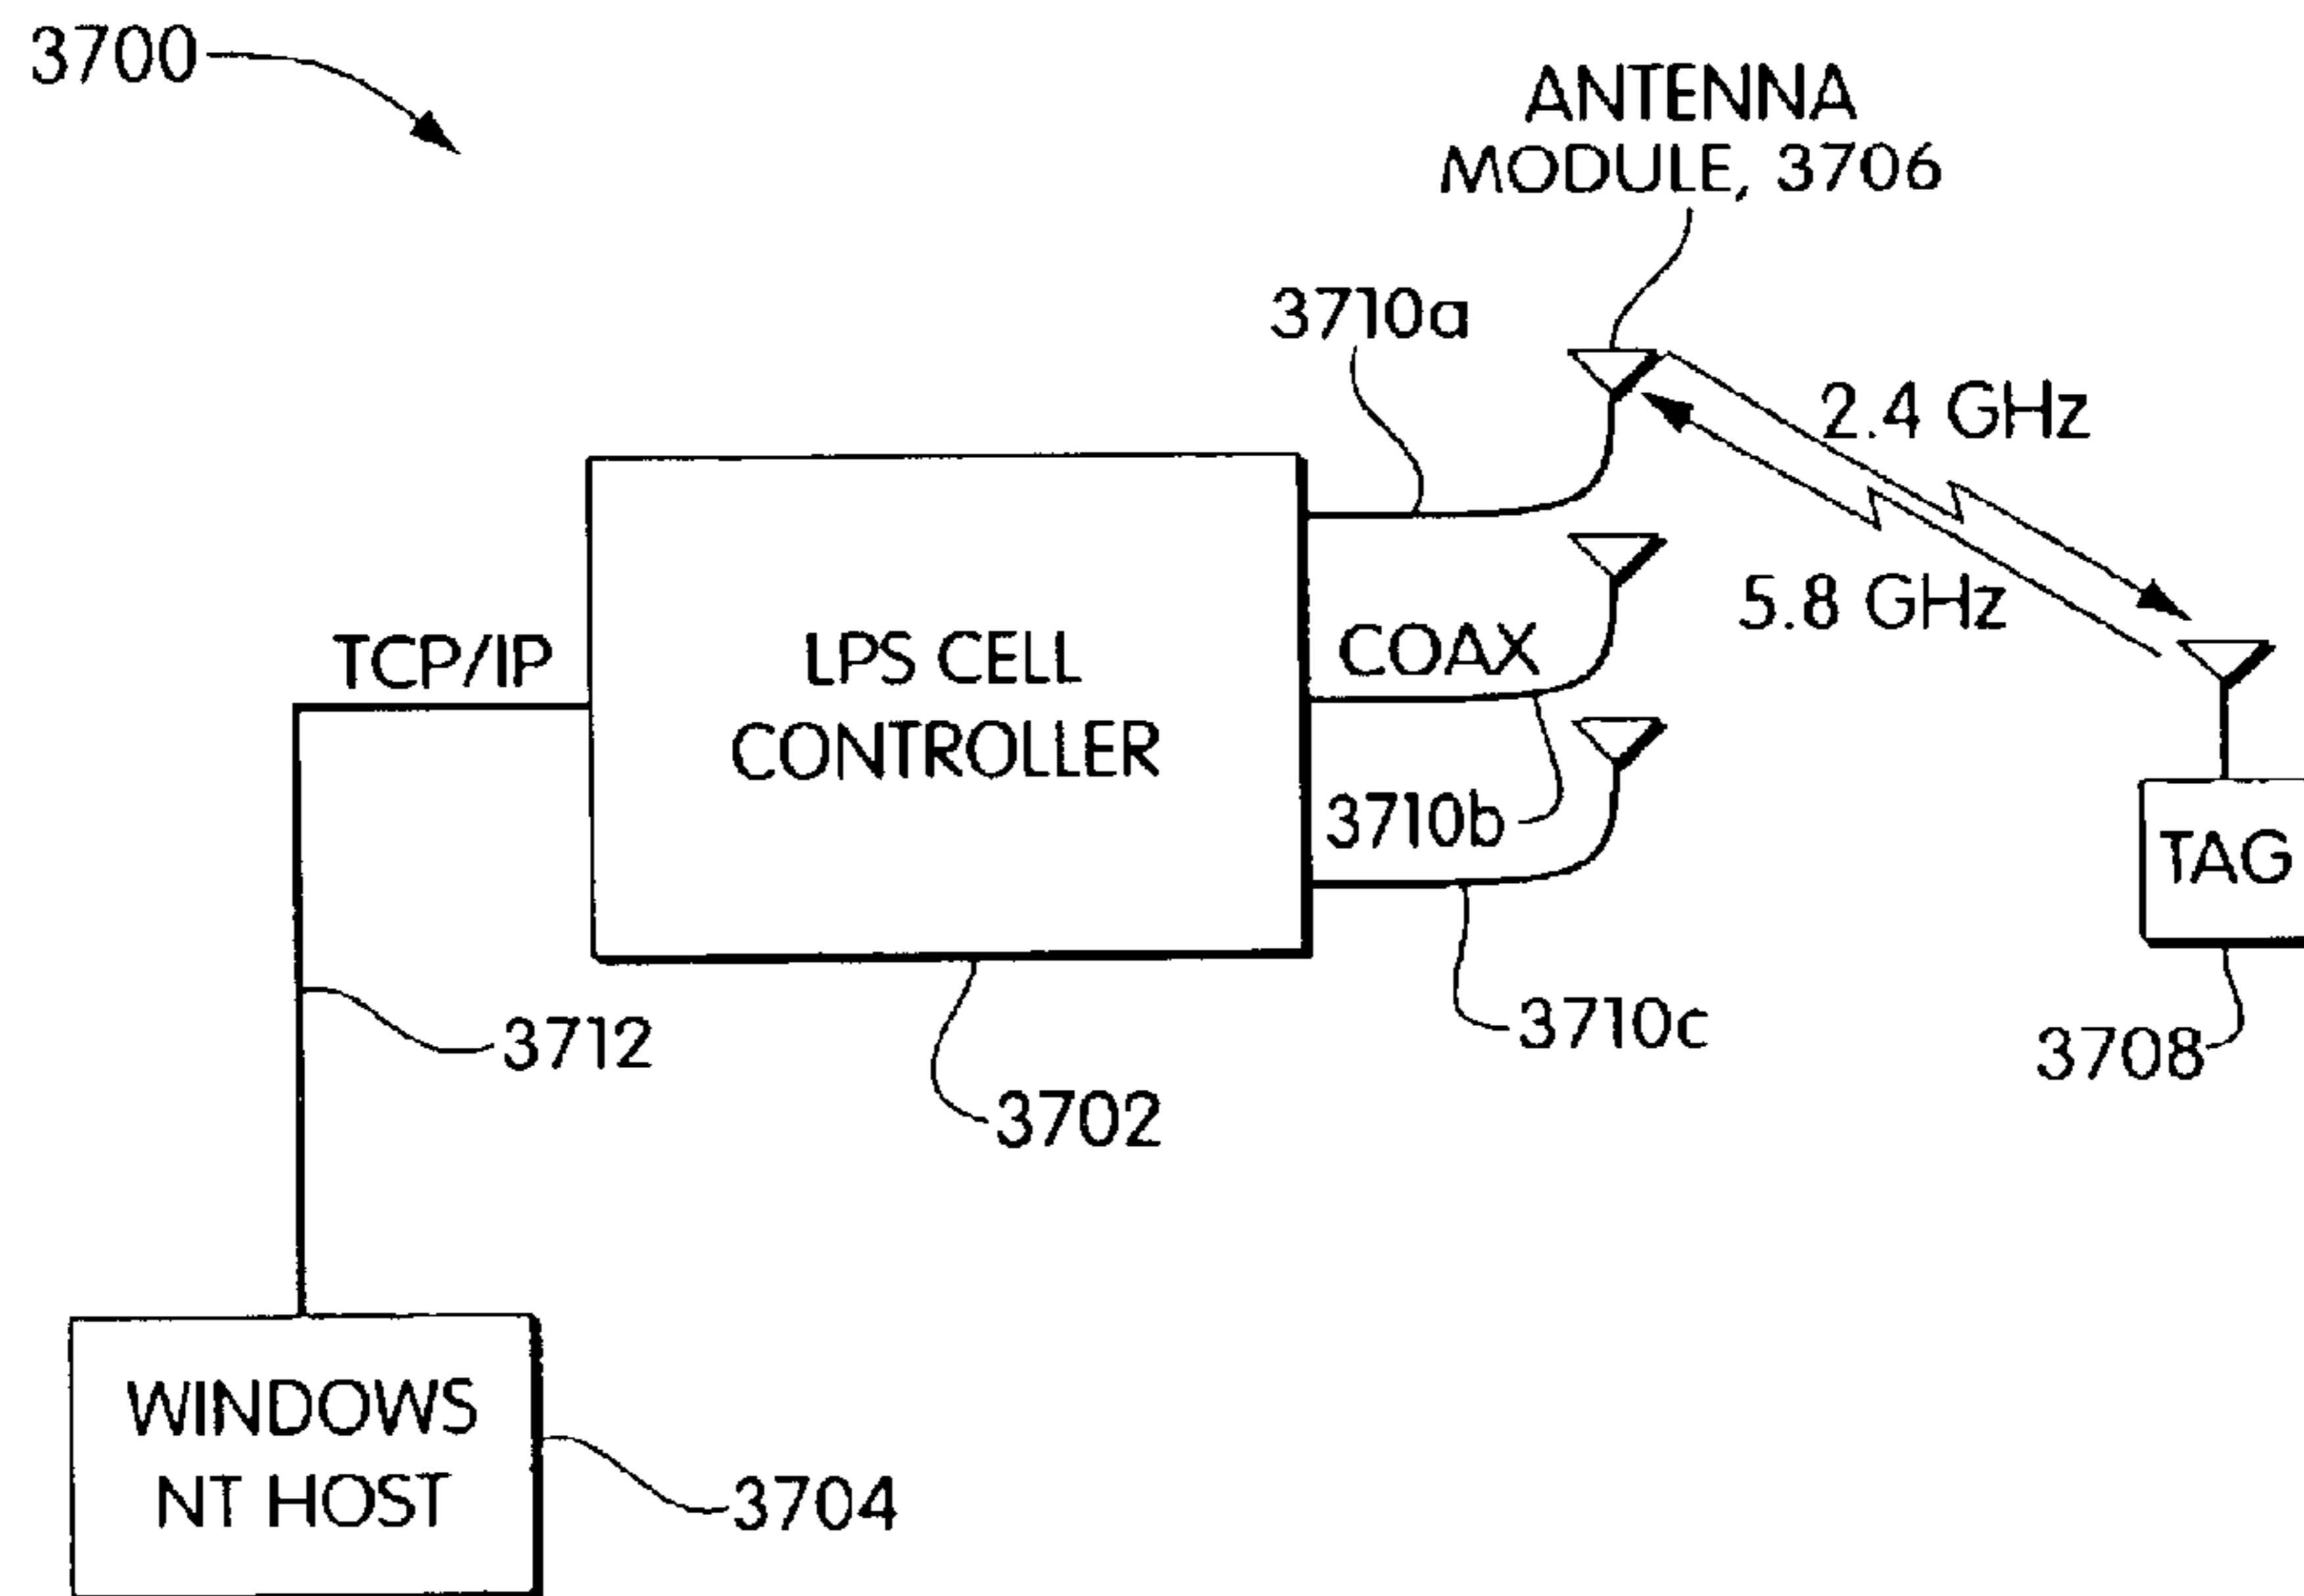 3700
ANTENNA
MODULE, 3706
3710a
2.4 GHz
5.8 GHz
TCP/IP
LPS CELL
CONTROLLER
COAX
3710b
TAG
3710c
3712
3708
3702
WINDOWS
NT HOST
3704